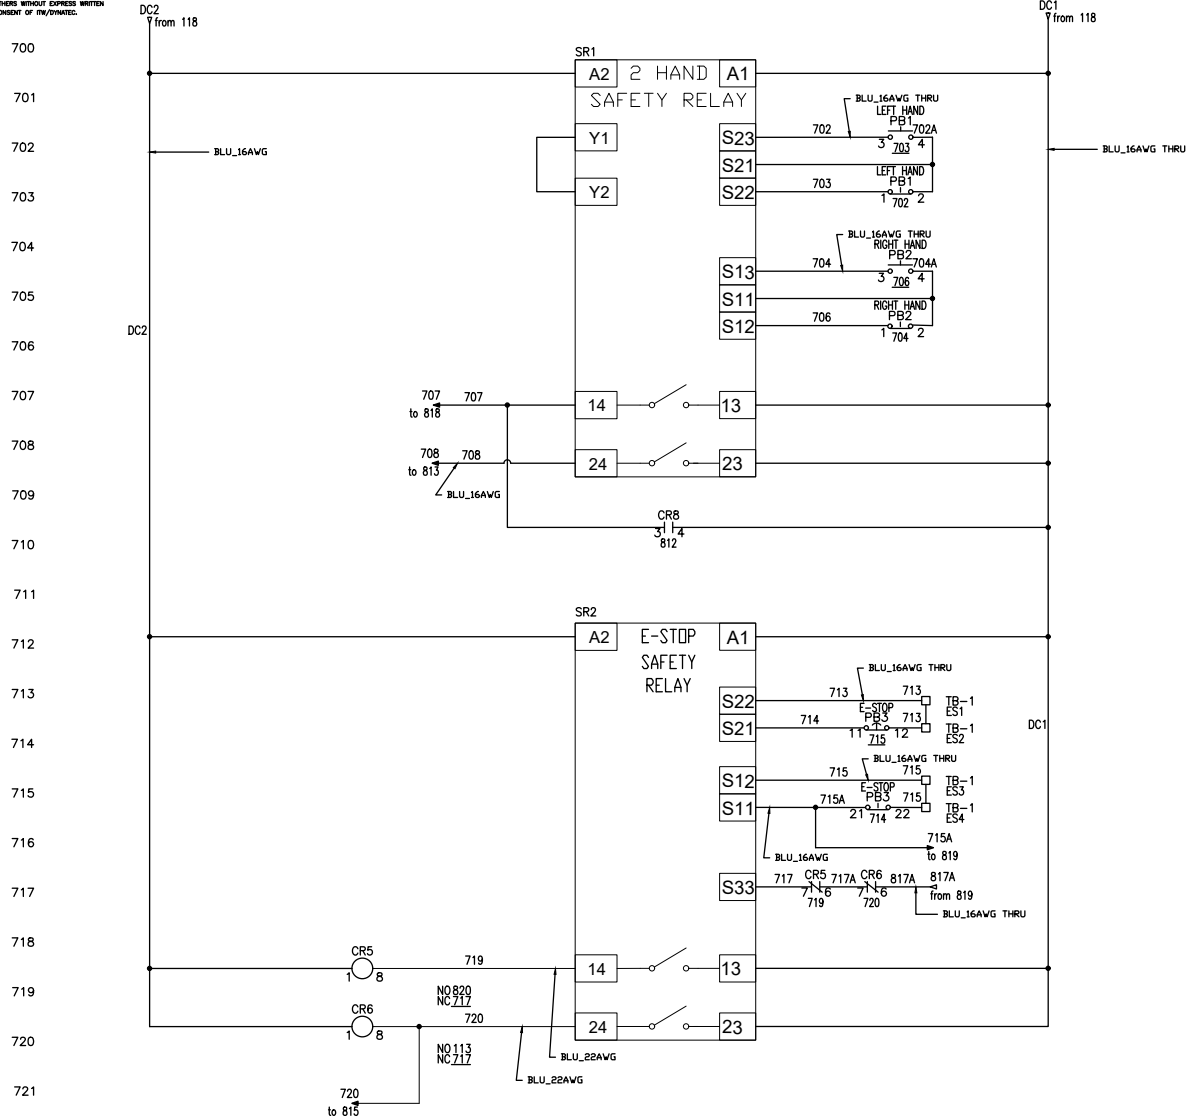 THERS WITHOUT EXPRESS WRITTEN
ONSENT OF ITW/DYNATEC.
DC2
from 118
DC1
from 118
700
SR1
A2 2 HAND A1
SAFETY RELAY
701
BLU_16AWG THRU
LEFT HAND
PB1
Y1 S23 702 3 4 702A
703
702
BLU_16AWG
BLU_16AWG THRU
S21
LEFT HAND
PB1
Y2 S22 703 1 2
702
703
704
BLU_16AWG THRU
RIGHT HAND
PB2
S13 704 3 4 704A
706
705
S11
RIGHT HAND
PB2
S12 706 1 2
704
DC2
706
707
707 707
to 818
14 13
708
708 708
to 813
24 23
709
BLU_16AWG
CR8
3 4
812
710
711
SR2
712
A2 E-STOP A1
SAFETY
RELAY
BLU_16AWG THRU
713
S22 713 713 TB-1
ES1
E-STOP
PB3
S21 714 11 12 713 TB-1
ES2
715
DC1
714
BLU_16AWG THRU
S12 715 715 TB-1
ES3
715
E-STOP
PB3
S11 715A 21 22 715 TB-1
ES4
714
716
715A
to 819
BLU_16AWG
717
S33 717 CR5 717A CR6 817A 817A
7 6 7 6
719 720
from 819
BLU_16AWG THRU
718
CR5
1 8 719 14 13
719
NO 820
NC 717
CR6
1 8 720 24 23
720
NO 113
NC 717
BLU_22AWG
BLU_22AWG
721
720
to 815